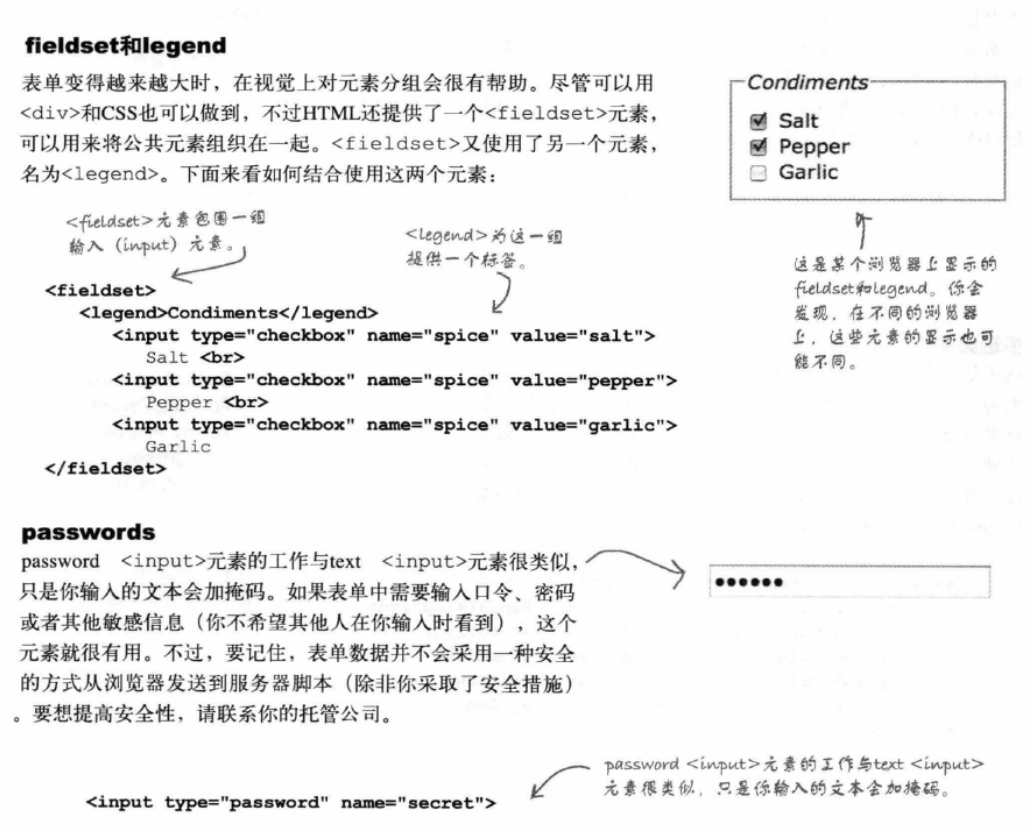 fieldset和legend
表单变得越来越大时，在视觉上对元素分组会很有帮助。尽管可以用
<div>和CSS也可以做到，不过HTML还提供了一个<fieldset>元素，
可以用来将公共元素组织在一起。<fieldset>又使用了另一个元素，
名为<legend>。下面来看如何结合使用这两个元素：
Condiments
Salt
Pepper
Garlic
<fieldset>元素包围一组
输入（input）元素。
<legend>为这一组
提供一个标签。
这是某个浏览器上显示的
fieldset和legend。你会
发现，在不同的浏览器
上，这些元素的显示也可
能不同。
<fieldset>
<legend>Condiments</legend>
<input type="checkbox" name="spice" value="salt">
Salt <br>
<input type="checkbox" name="spice" value="pepper">
Pepper <br>
<input type="checkbox" name="spice" value="garlic">
Garlic
</fieldset>
passwords
password <input>元素的工作与text <input>元素很类似，
只是你输入的文本会加掩码。如果表单中需要输入口令、密码
或者其他敏感信息（你不希望其他人在你输入时看到），这个
元素就很有用。不过，要记住，表单数据并不会采用一种安全
的方式从浏览器发送到服务器脚本（除非你采取了安全措施）
。要想提高安全性，请联系你的托管公司。
password <input>元素的工作与text <input>
元素很类似，只是你输入的文本会加掩码。
<input type="password" name="secret">